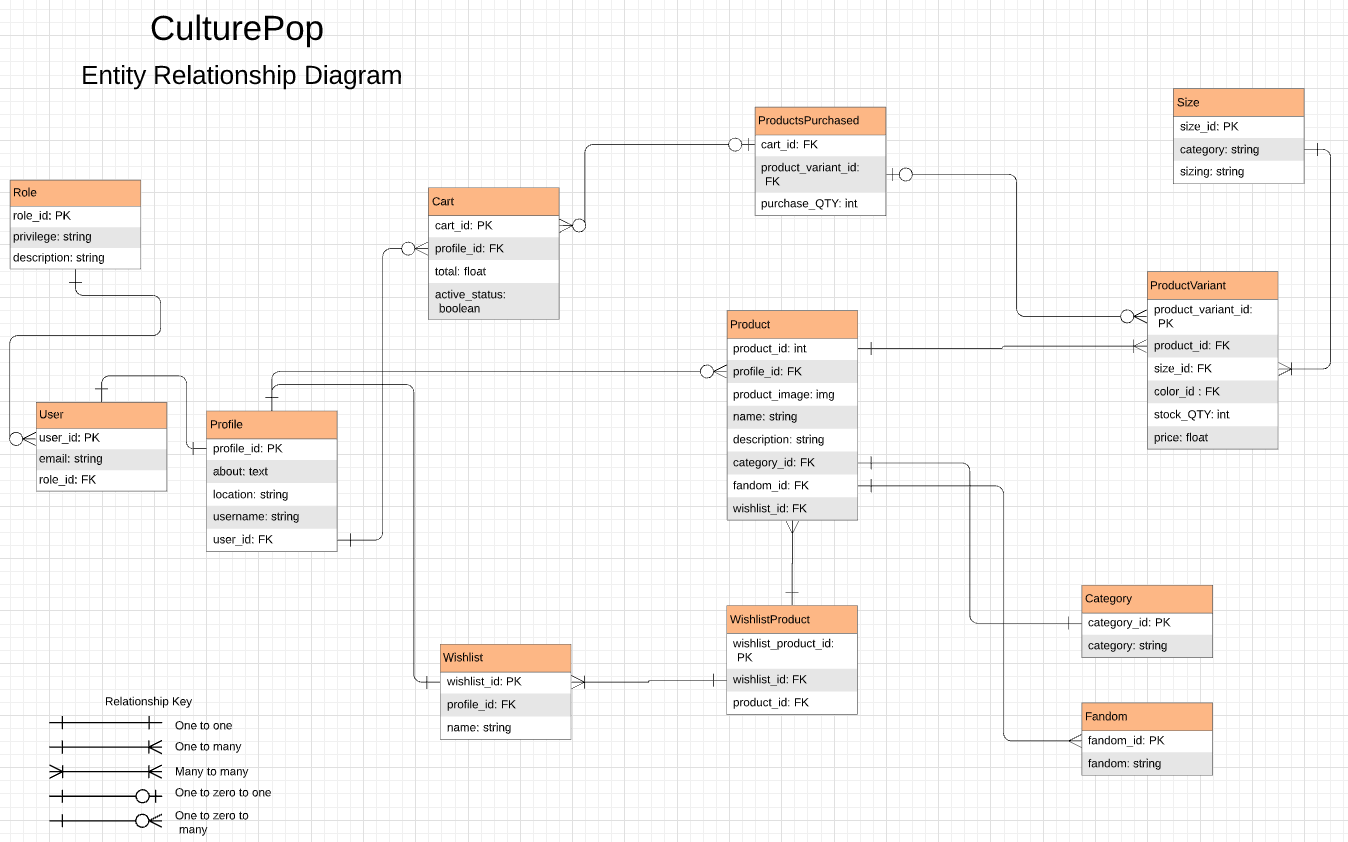 CulturePop
Entity Relationship Diagram
Role
role_id: PK
privilege: string
description: string
User
user_id: PK
email: string
role_id: FK
Profile
profile_id: PK
about: text
location: string
username: string
user_id: FK
Cart
cart_id: PK
profile_id: FK
total: float
active_status:
boolean
ProductsPurchased
cart_id: FK
product_variant_id:
FK
purchase_QTY: int
Size
size_id: PK
category: string
sizing: string
ProductVariant
product_variant_id:
PK
product_id: FK
size_id: FK
color_id : FK
stock_QTY: int
price: float
Product
product_id: int
profile_id: FK
product_image: img
name: string
description: string
category_id: FK
fandom_id: FK
wishlist_id: FK
Wishlist
wishlist_id: PK
profile_id: FK
name: string
WishlistProduct
wishlist_product_id:
PK
wishlist_id: FK
product_id: FK
Category
category_id: PK
category: string
Fandom
fandom_id: PK
fandom: string
Relationship Key
One to one
One to many
Many to many
One to zero to one
One to zero to
many